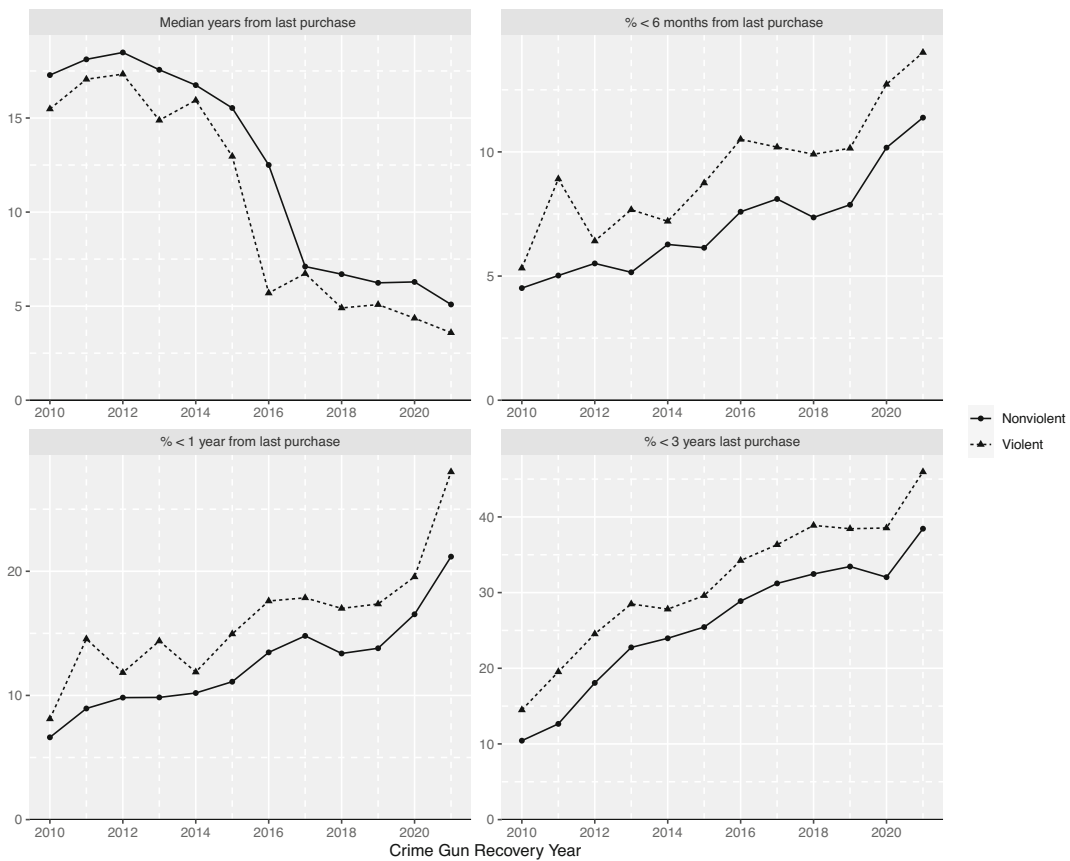 Median years from last purchase
% < 6 months from last purchase
15
10
5
0
2010 2012 2014 2016 2018 2020
10
5
0
2010 2012 2014 2016 2018 2020
Nonviolent
Violent
% < 1 year from last purchase
% < 3 years last purchase
20
10
0
2010 2012 2014 2016 2018 2020
40
30
20
10
0
2010 2012 2014 2016 2018 2020
Crime Gun Recovery Year